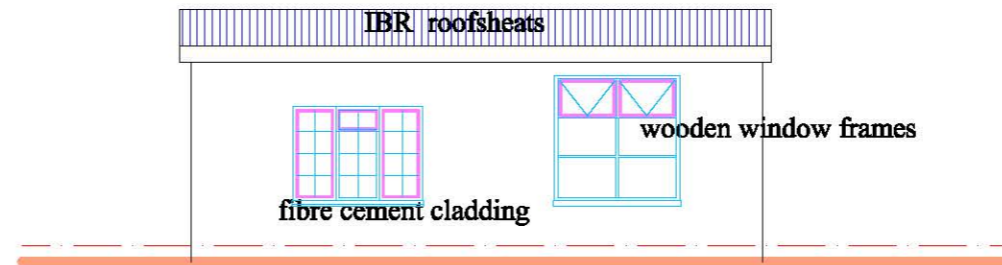 IBR roofsheats
wooden window frames
fibre cement cladding